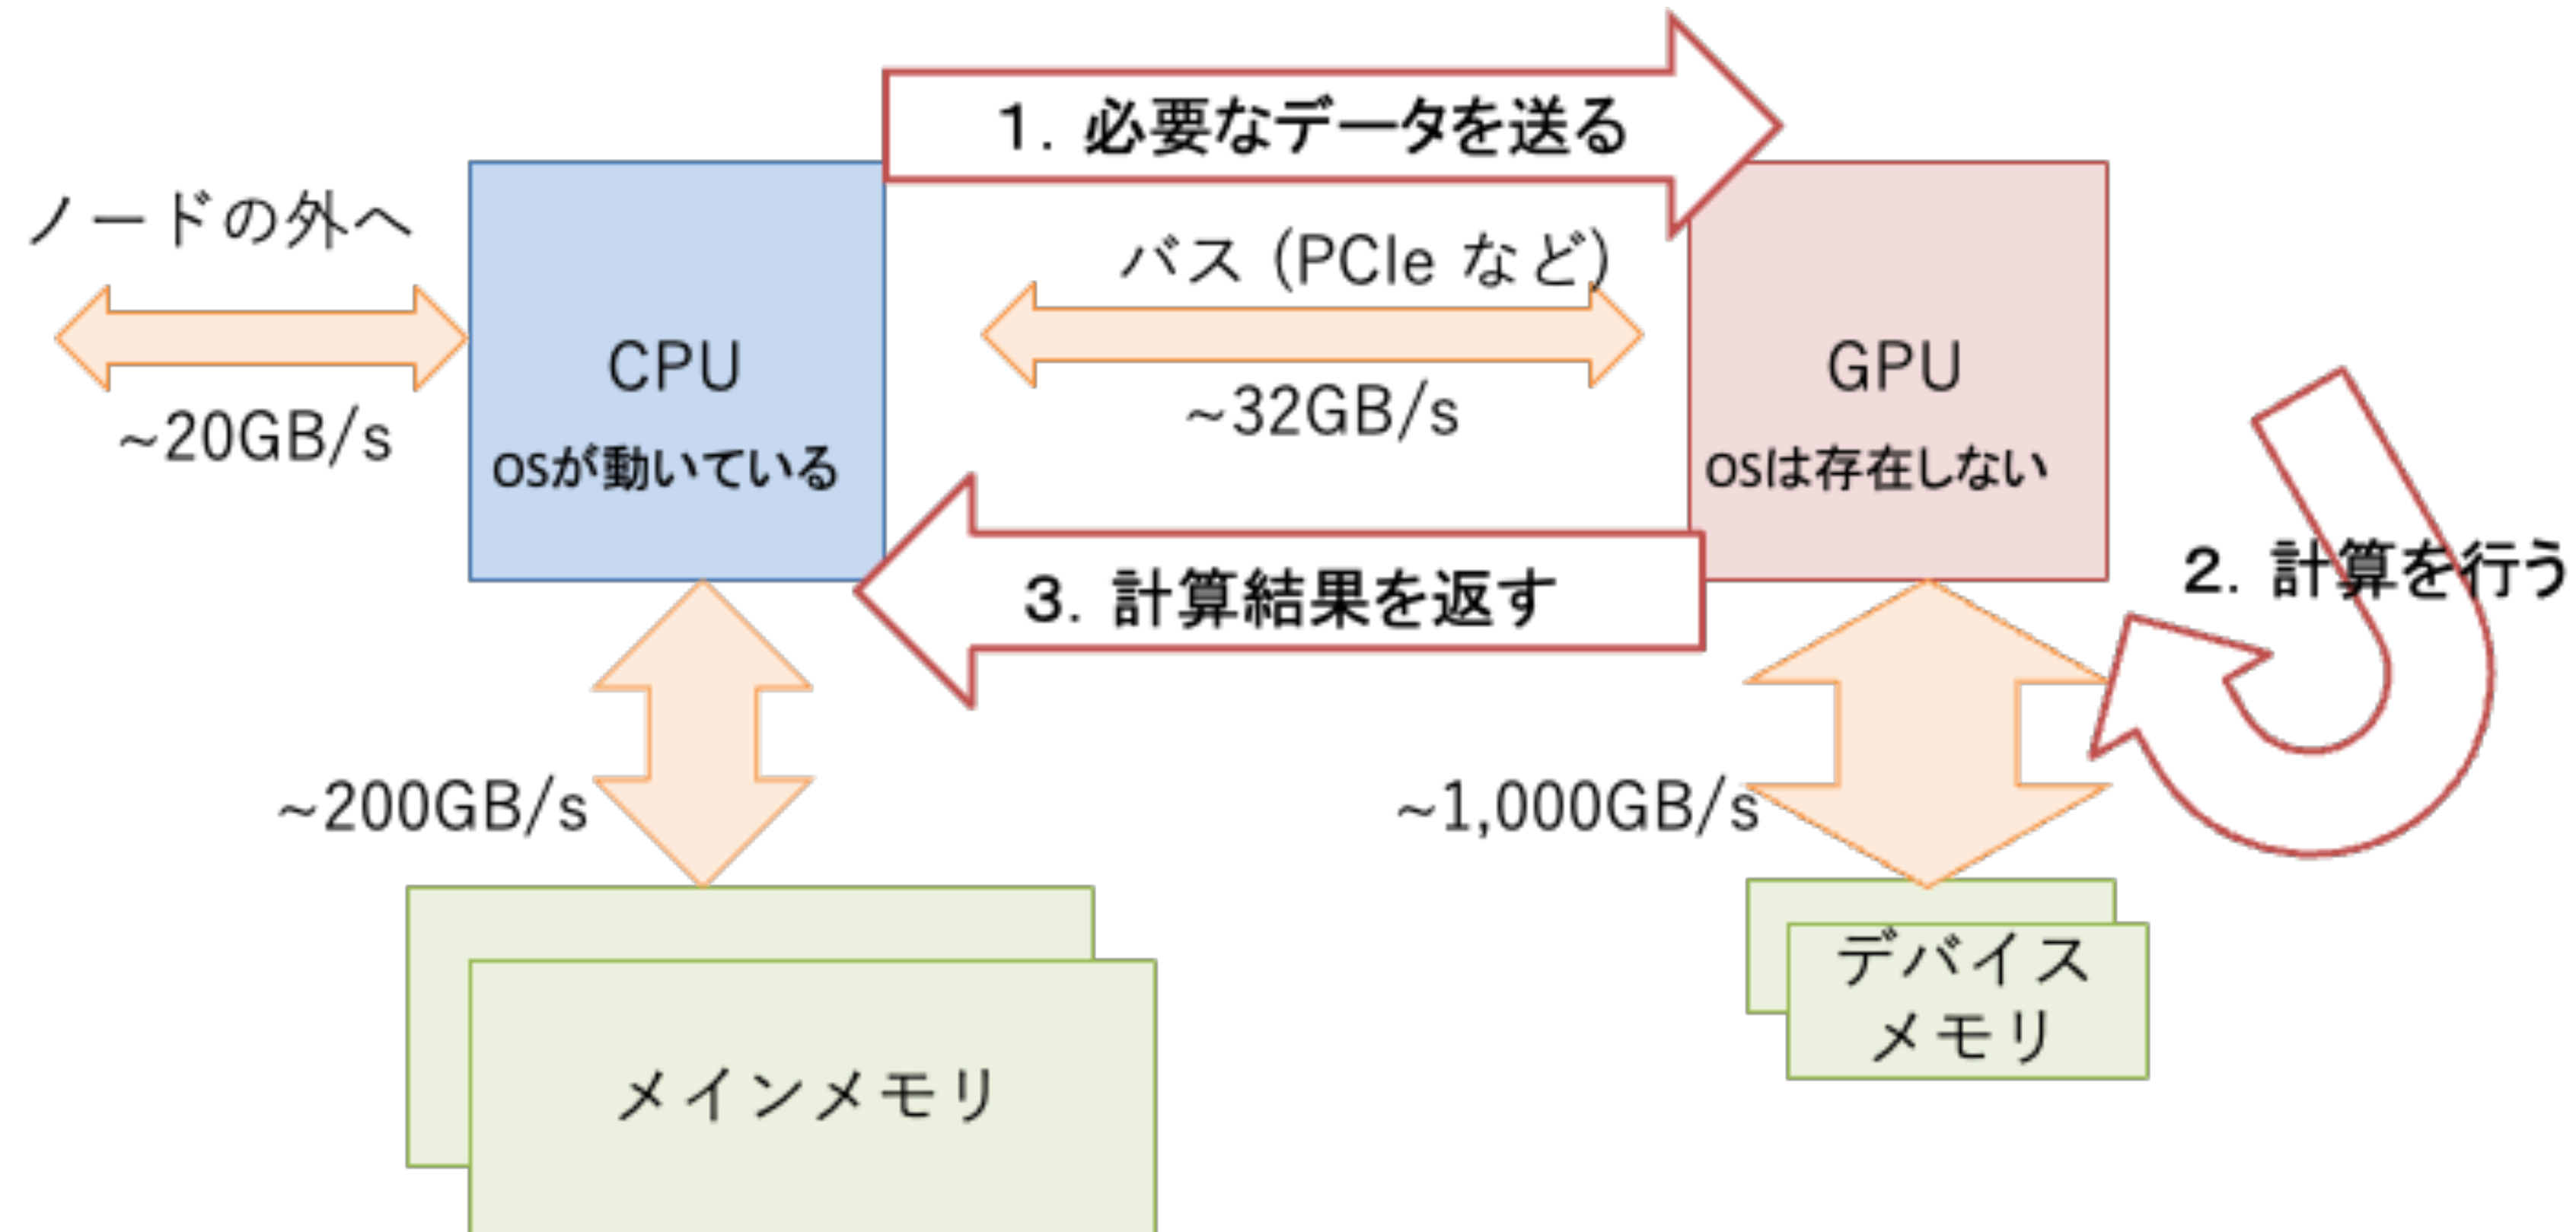 1. 必要なデータを送る
ノードの外へ
バス (PCIe など)
CPU
GPU
~20GB/s
~32GB/s
OSが動いている
OSは存在しない
2. 計算を行う
3. 計算結果を返す
~200GB/s
~1,000GB/s
デバイス
メモリ
メインメモリ